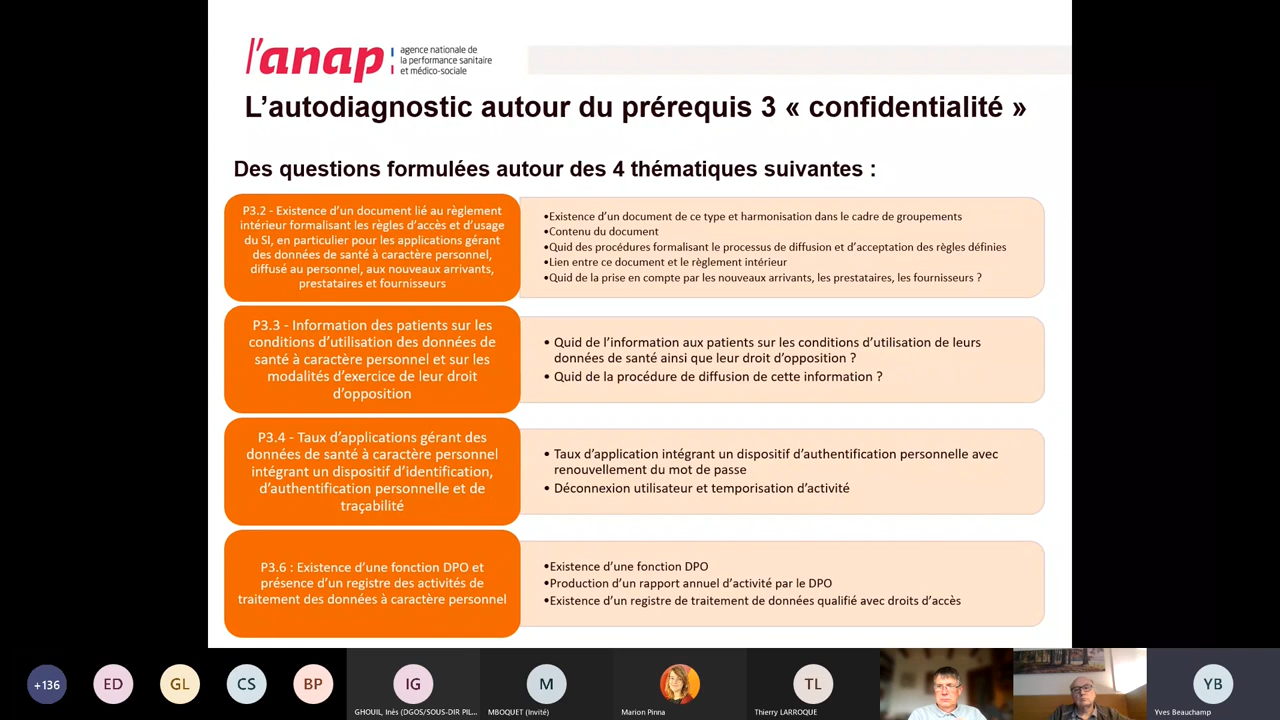 l'anap
agence nationale de
la performance sanitaire
et médico-sociale
L'autodiagnostic autour du prérequis 3 « confidentialité »
Des questions formulées autour des 4 thématiques suivantes :
P3.2 - Existence d'un document lié au règlement
intérieur formalisant les règles d'accès et d'usage
du SI, en particulier pour les applications gérant
des données de santé à caractère personnel,
diffusé au personnel, aux nouveaux arrivants,
prestataires et fournisseurs
•Existence d'un document de ce type et harmonisation dans le cadre de groupements
•Contenu du document
•Quid des procédures formalisant le processus de diffusion et d'acceptation des règles définies
•Lien entre ce document et le règlement intérieur
•Quid de la prise en compte par les nouveaux arrivants, les prestataires, les fournisseurs ?
P3.3 - Information des patients sur les
conditions d'utilisation des données de
santé à caractère personnel et sur les
modalités d'exercice de leur droit
d'opposition
• Quid de l'information aux patients sur les conditions d'utilisation de leurs
données de santé ainsi que leur droit d'opposition ?
• Quid de la procédure de diffusion de cette information ?
P3.4 - Taux d'applications gérant des
données de santé à caractère personnel
intégrant un dispositif d'identification,
d'authentification personnelle et de
traçabilité
• Taux d'application intégrant un dispositif d'authentification personnelle avec
renouvellement du mot de passe
• Déconnexion utilisateur et temporisation d'activité
P3.6 : Existence d'une fonction DPO et
présence d'un registre des activités de
traitement des données à caractère personnel
•Existence d'une fonction DPO
•Production d'un rapport annuel d'activité par le DPO
•Existence d'un registre de traitement de données qualifié avec droits d'accès
+136
ED
GL
CS
BP
IG
M
TL
YB
GHOUIL, Inès (DGOS/SOUS-DIR PIL...
MBOQUET (Invité)
Marion Pinna
Thierry LARROQUE
Yves Beauchamp